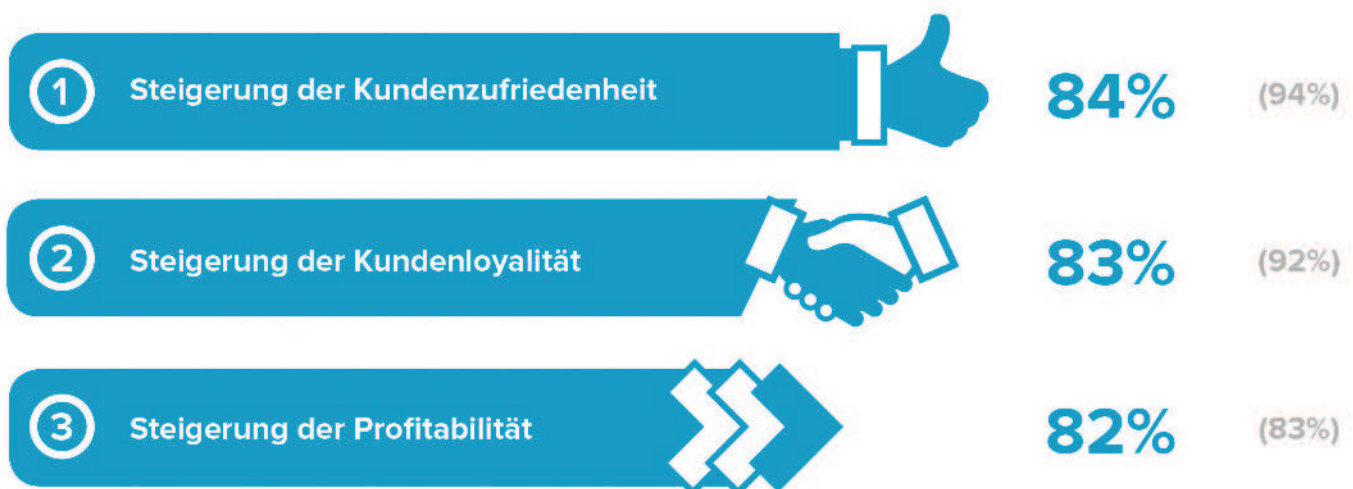 1 Steigerung der Kundenzufriedenheit 84% (94%)
2 Steigerung der Kundenloyalität 83% (92%)
3 Steigerung der Profitabilität 82% (83%)